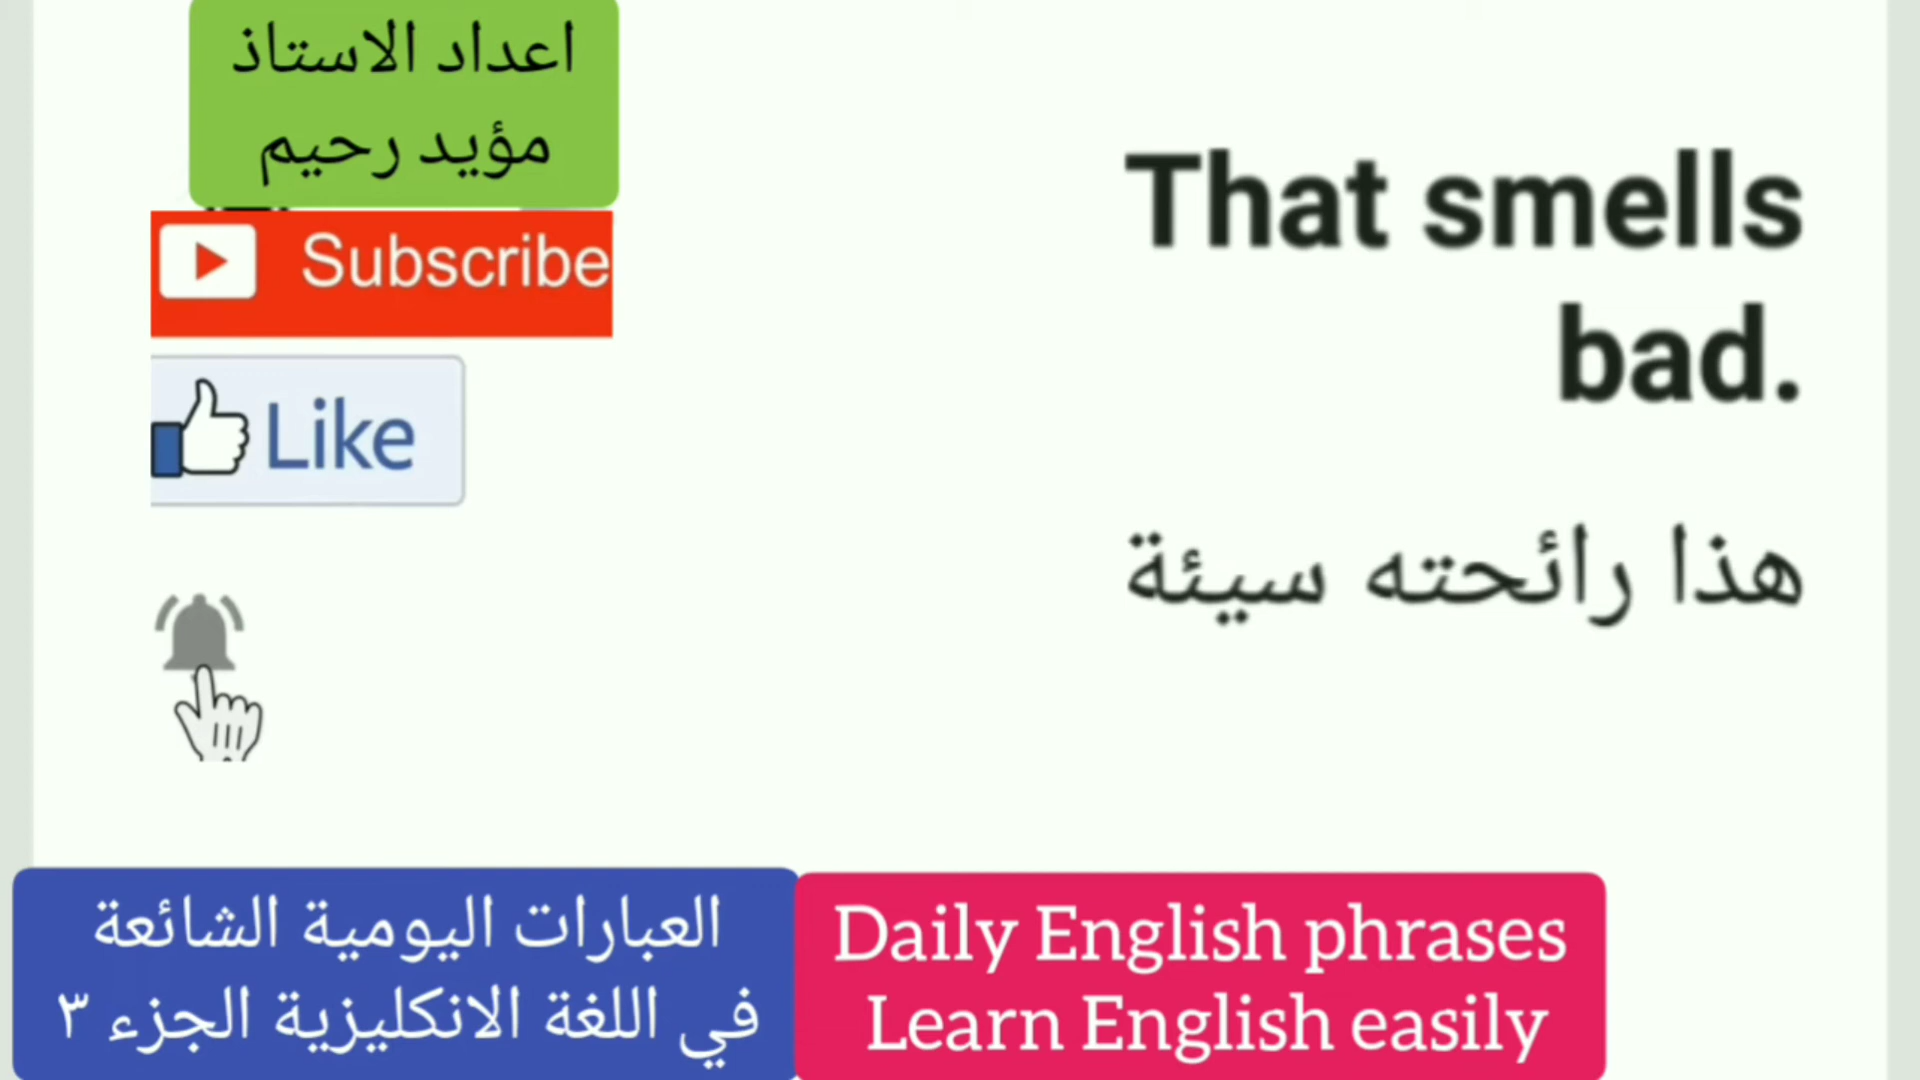 اعداد الاستاذ
مؤيد رحيم
Subscribe
Like
That smells
bad.
هذا رائحته سيئة
العبارات اليومية الشائعة
في اللغة الانكليزية الجزء ٣
Daily English phrases
Learn English easily